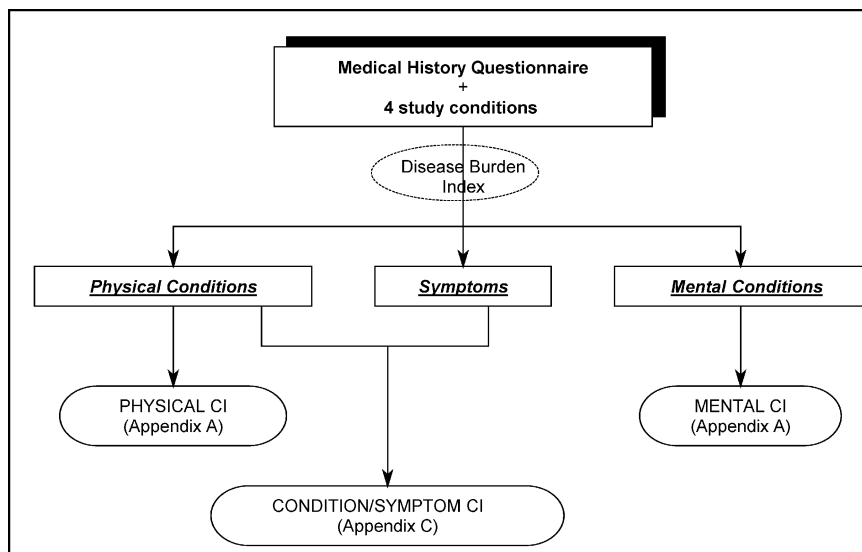 Medical History Questionnaire
+
4 study conditions
Disease Burden
Index
Physical Conditions
Symptoms
Mental Conditions
PHYSICAL CI
(Appendix A)
MENTAL CI
(Appendix A)
CONDITION/SYMPTOM CI
(Appendix C)